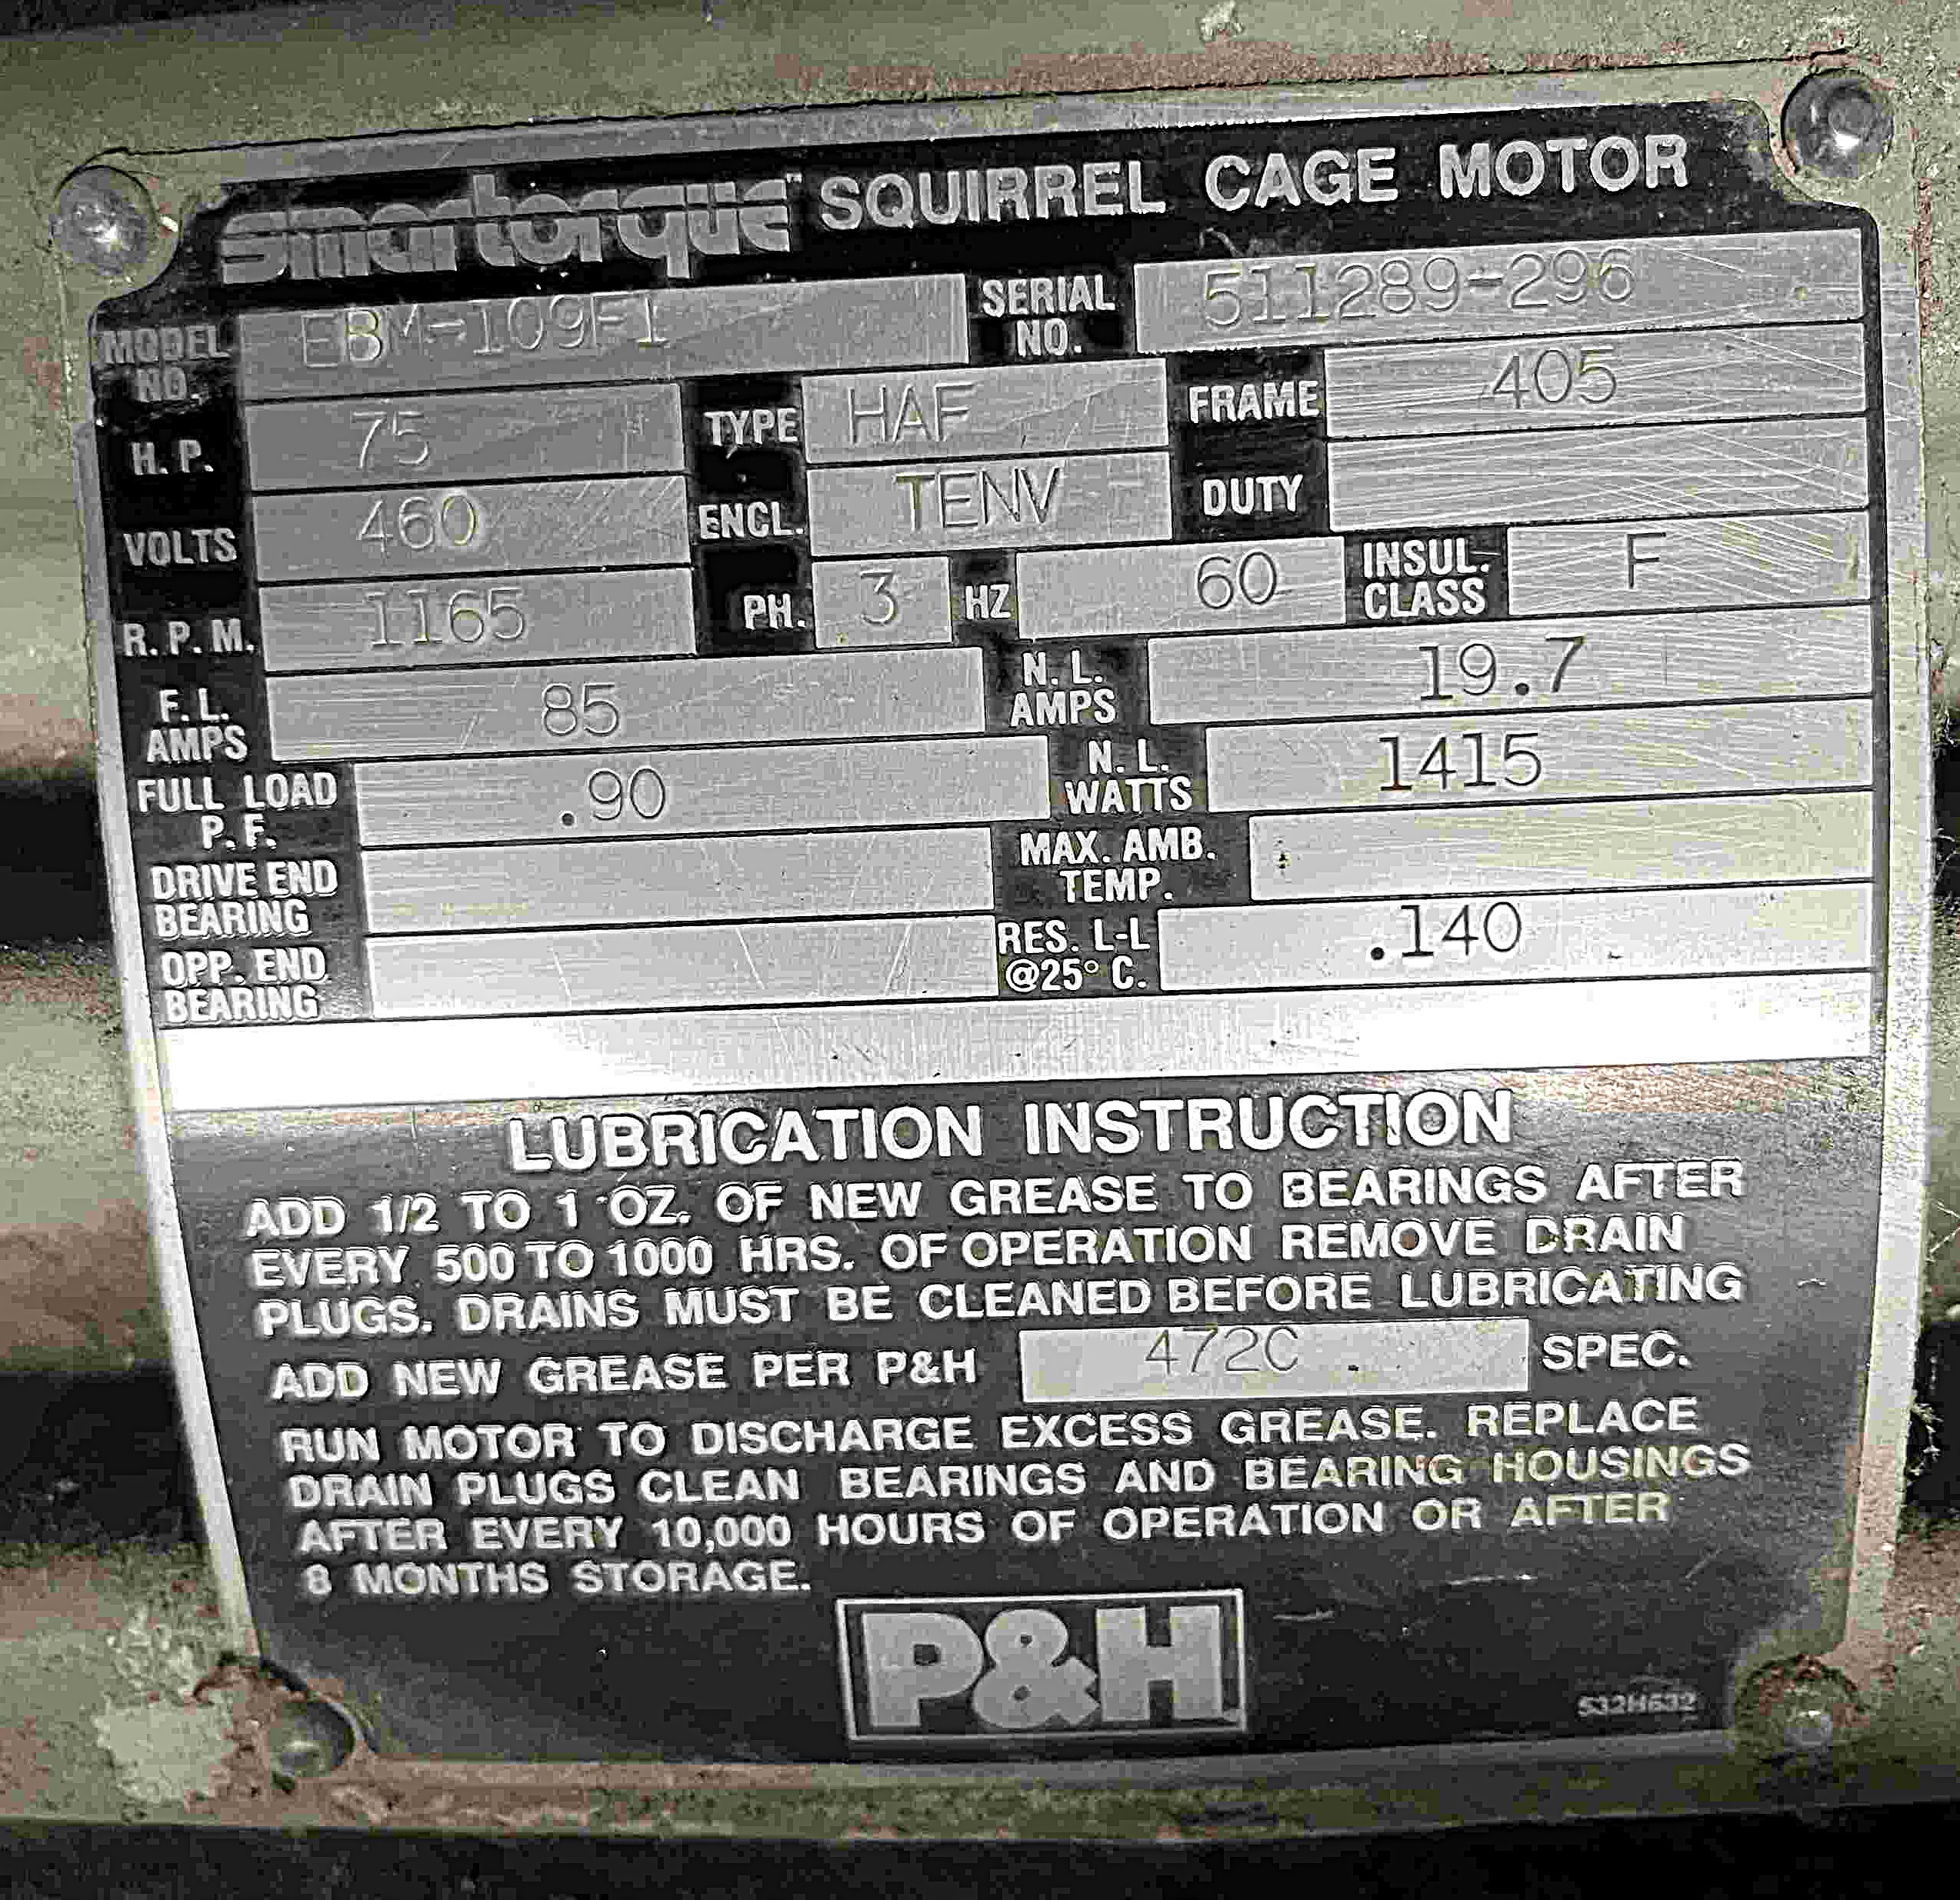 smartorque™ SQUIRREL CAGE MOTOR
MODEL NO. EBM-109F1 SERIAL NO. 511289-296
H.P. 75 TYPE HAF FRAME 405
VOLTS 460 ENCL. TENV DUTY
R.P.M. 1165 PH. 3 HZ 60 INSUL. CLASS F
F.L. AMPS 85 N.L. AMPS 19.7
FULL LOAD P.F. .90 N.L. WATTS 1415
DRIVE END BEARING MAX. AMB. TEMP.
OPP. END BEARING RES. L-L @25° C. .140
LUBRICATION INSTRUCTION
ADD 1/2 TO 1 OZ. OF NEW GREASE TO BEARINGS AFTER
EVERY 500 TO 1000 HRS. OF OPERATION REMOVE DRAIN
PLUGS. DRAINS MUST BE CLEANED BEFORE LUBRICATING
ADD NEW GREASE PER P&H 472C SPEC.
RUN MOTOR TO DISCHARGE EXCESS GREASE. REPLACE
DRAIN PLUGS CLEAN BEARINGS AND BEARING HOUSINGS
AFTER EVERY 10,000 HOURS OF OPERATION OR AFTER
8 MONTHS STORAGE.
P&H